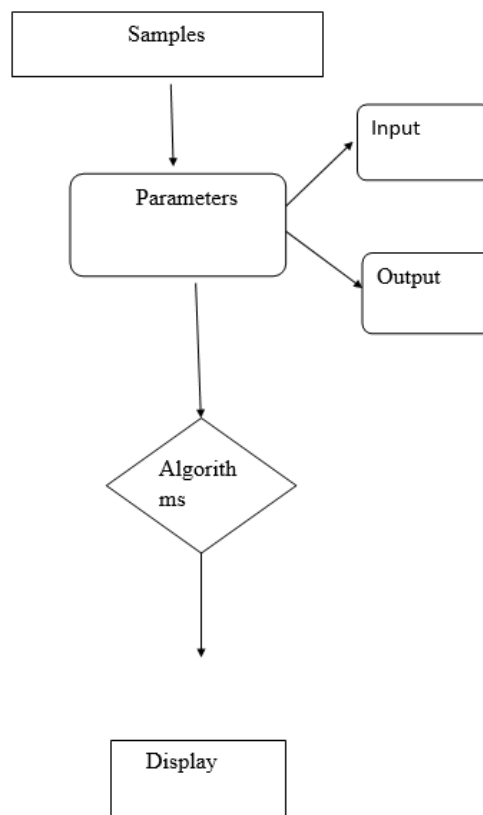 Samples
Input
Parameters
Output
Algorith
ms
Display